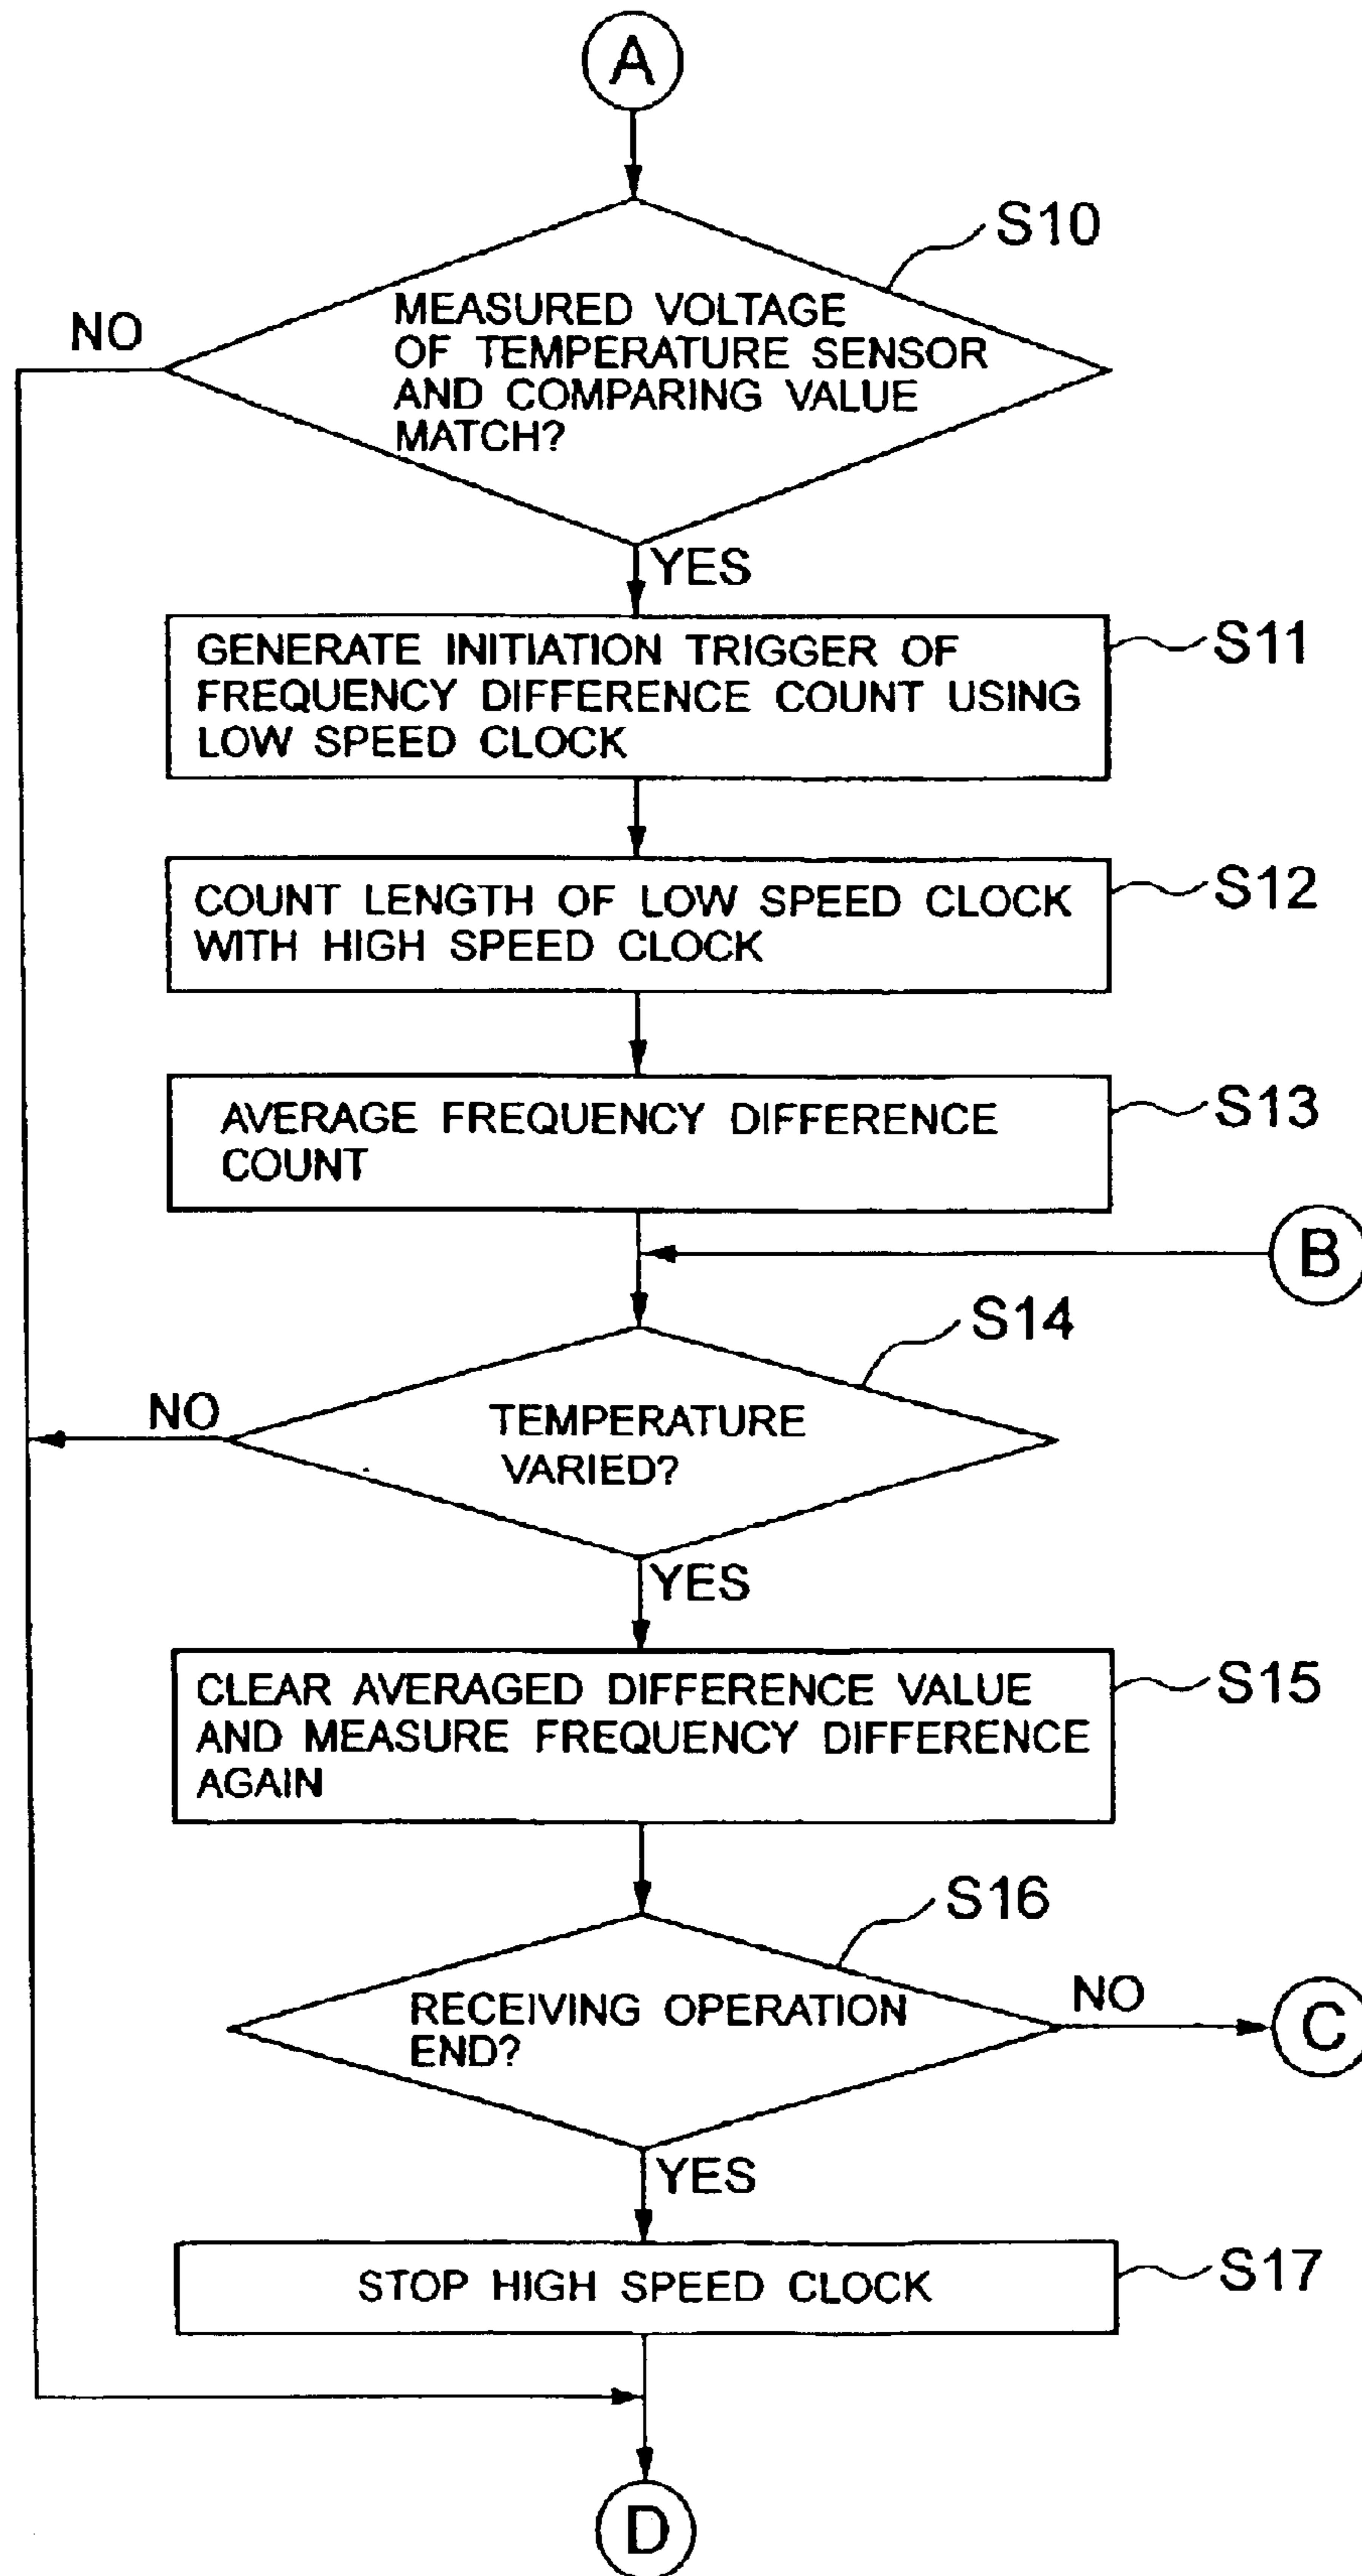 A
S10
NO
MEASURED VOLTAGE
OF TEMPERATURE SENSOR
AND COMPARING VALUE
MATCH?
YES
GENERATE INITIATION TRIGGER OF
FREQUENCY DIFFERENCE COUNT USING
LOW SPEED CLOCK
S11
COUNT LENGTH OF LOW SPEED CLOCK
WITH HIGH SPEED CLOCK
S12
AVERAGE FREQUENCY DIFFERENCE
COUNT
S13
B
S14
NO
TEMPERATURE
VARIED?
YES
CLEAR AVERAGED DIFFERENCE VALUE
AND MEASURE FREQUENCY DIFFERENCE
AGAIN
S15
S16
RECEIVING OPERATION
END?
NO
C
YES
STOP HIGH SPEED CLOCK
S17
D